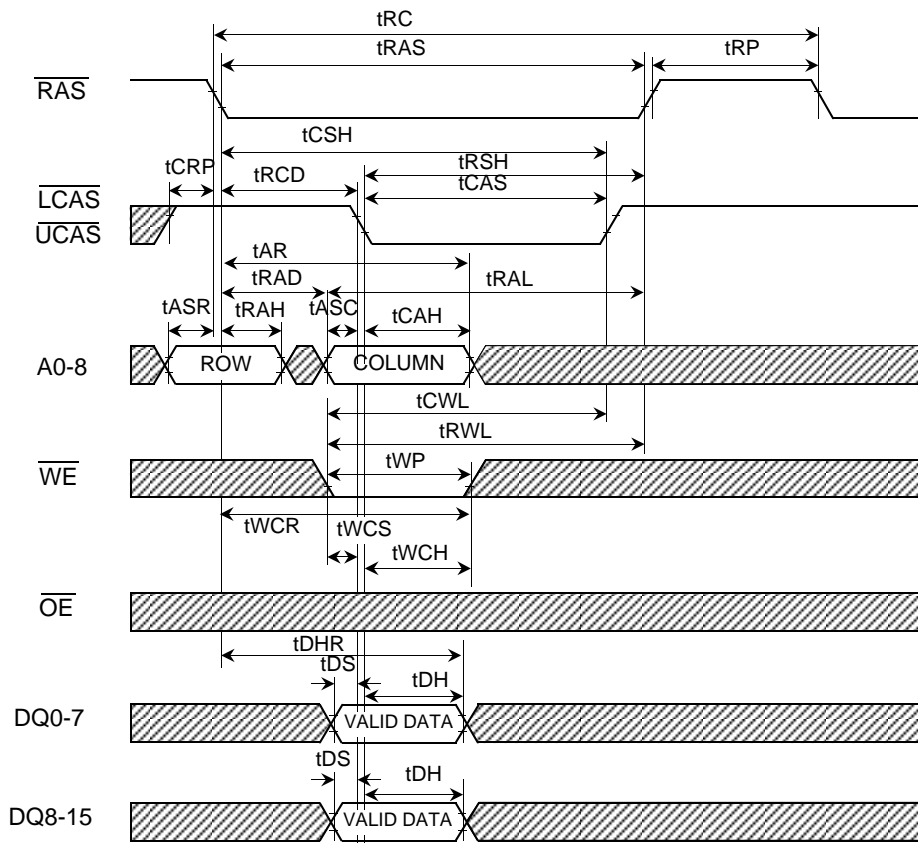 tRC
tRAS
tRP
RAS
tCSH
tCRP
tRCD
tRSH
LCAS
tCAS
UCAS
tAR
tRAD
tRAL
tASR
tRAH
tASC
tCAH
A0-8
ROW
COLUMN
tCWL
tRWL
WE
tWP
tWCR
tWCS
tWCH
OE
tDHR
tDS
tDH
DQ0-7
VALID DATA
tDS
tDH
DQ8-15
VALID DATA